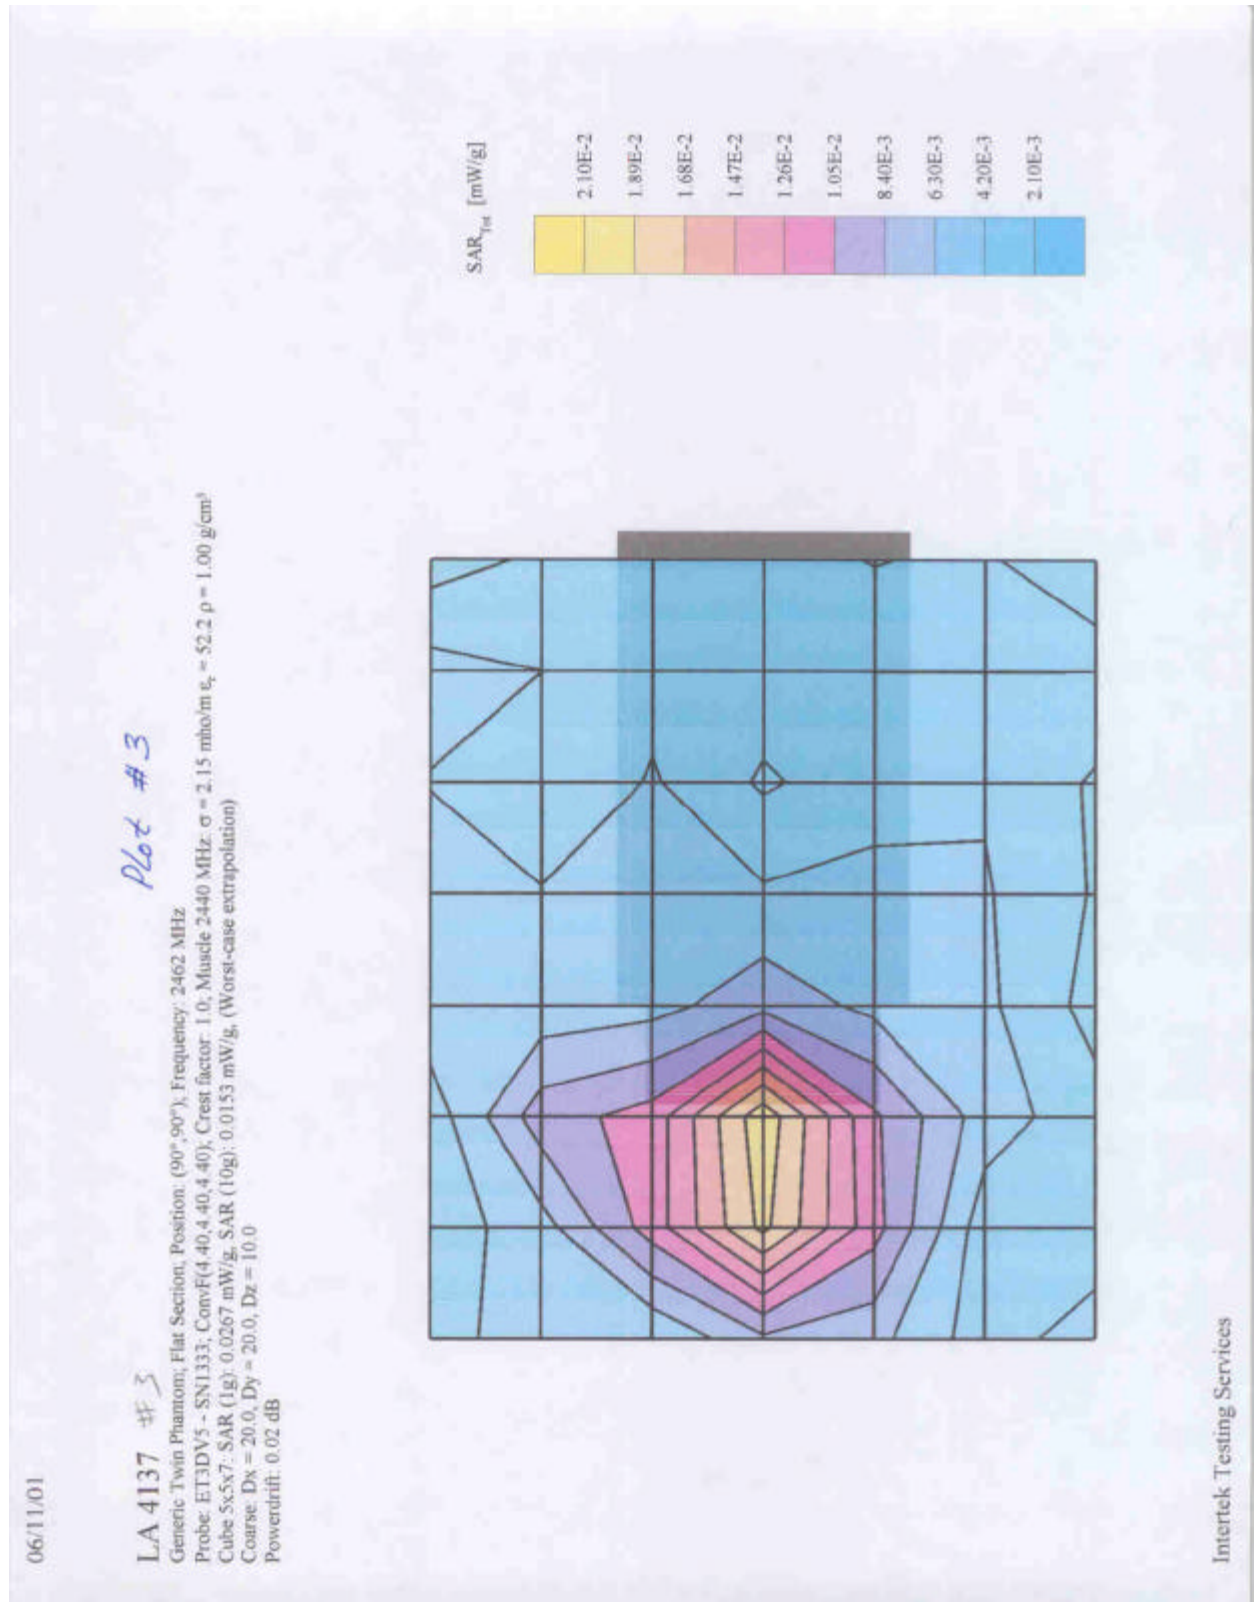 06/11/01
LA 4137 #3 Plot #3
Generic Twin Phantom; Flat Section; Position: (90°,90°); Frequency: 2462 MHz
Probe: ET3DV5 - SN1333; ConvF(4.40,4.40,4.40); Crest factor: 1.0; Muscle 2440 MHz: σ = 2.15 mho/m εr = 52.2 ρ = 1.00 g/cm³
Cube 5x5x7: SAR (1g): 0.0267 mW/g, SAR (10g): 0.0153 mW/g, (Worst-case extrapolation)
Coarse: Dx = 20.0, Dy = 20.0, Dz = 10.0
Powerdrift: 0.02 dB
SARTot [mW/g]
2.10E-2
1.89E-2
1.68E-2
1.47E-2
1.26E-2
1.05E-2
8.40E-3
6.30E-3
4.20E-3
2.10E-3
Intertek Testing Services